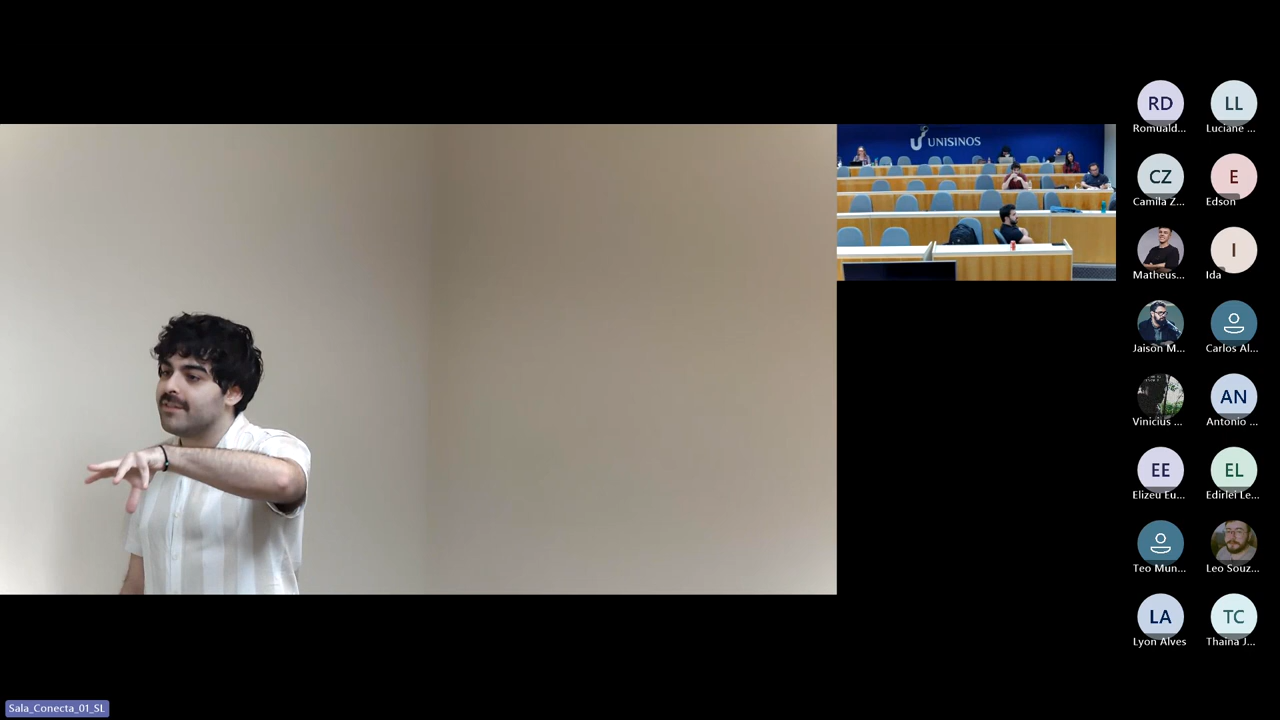 UNISINOS
RD
LL
Romuald...
Luciane ...
CZ
E
Camila Z...
Edson
I
Matheus...
Ida
Jaison M...
Carlos Al...
AN
Vinicius ...
Antonio ...
EE
EL
Elizeu Eu...
Edirlei Le...
Teo Mun...
Leo Souz...
LA
TC
Lyon Alves
Thaina J...
Sala_Conecta_01_SL